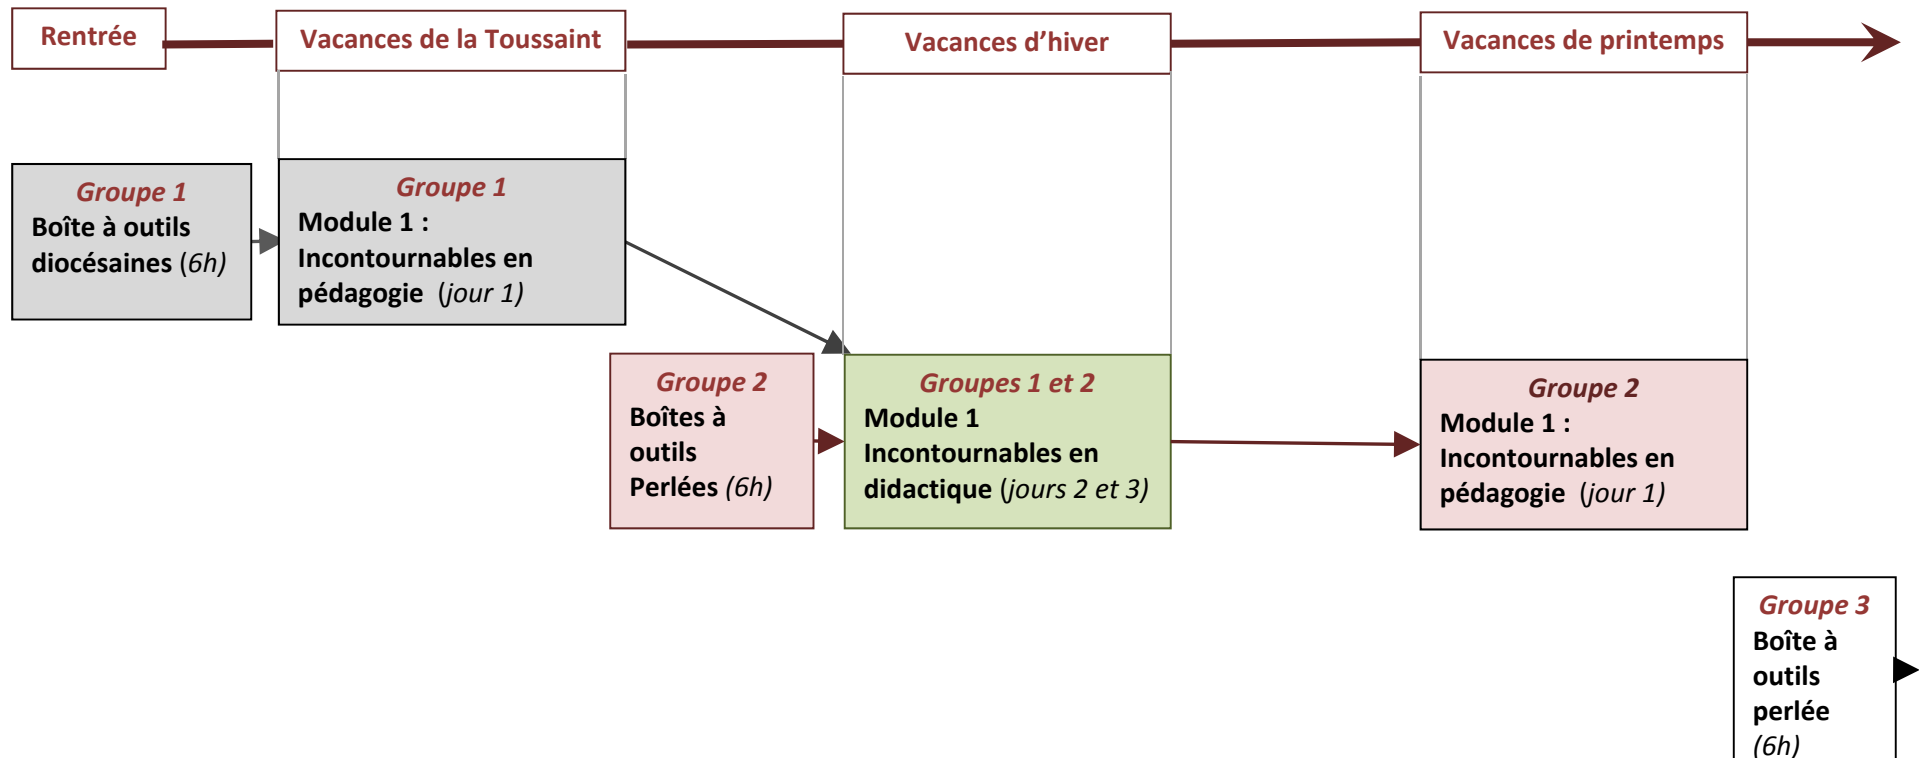 Rentrée
Vacances de la Toussaint
Vacances d’hiver
Vacances de printemps
Groupe 1
Boîte à outils
diocésaines (6h)
Groupe 1
Module 1 :
Incontournables en
pédagogie (jour 1)
Groupe 2
Boîtes à
outils
Perlées (6h)
Groupes 1 et 2
Module 1
Incontournables en
didactique (jours 2 et 3)
Groupe 2
Module 1 :
Incontournables en
pédagogie (jour 1)
Groupe 3
Boîte à
outils
perlée
(6h)